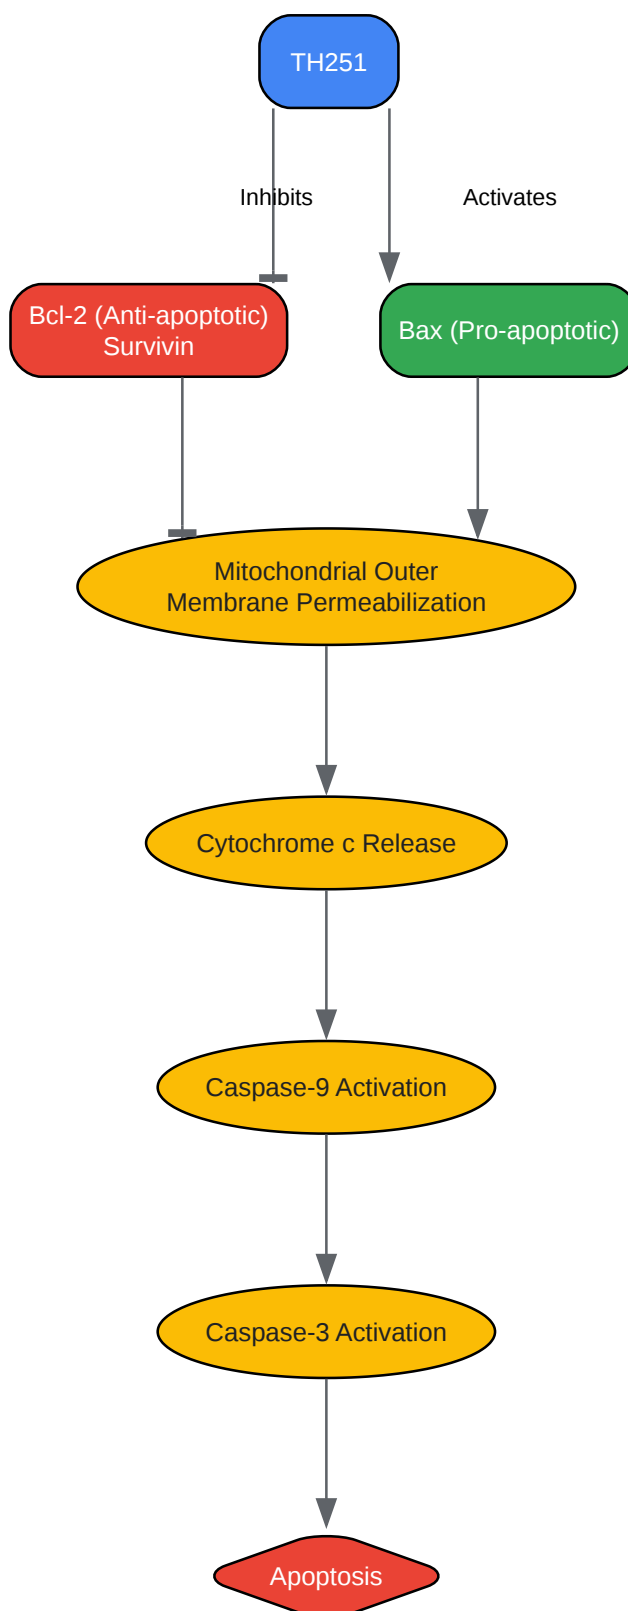 TH251
Inhibits
Activates
Bcl-2 (Anti-apoptotic)
Survivin
Bax (Pro-apoptotic)
Mitochondrial Outer
Membrane Permeabilization
Cytochrome c Release
Caspase-9 Activation
Caspase-3 Activation
Apoptosis